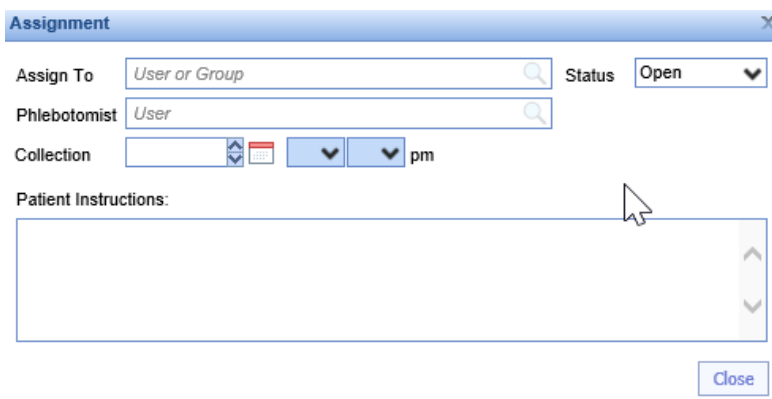 Assignment
Assign To User or Group Status Open
Phlebotomist User
Collection pm
Patient Instructions:
Close